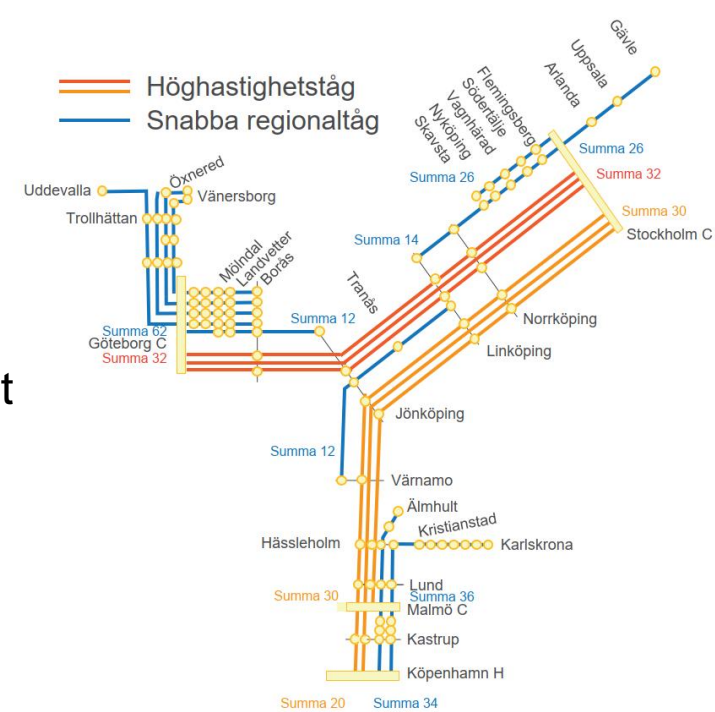 Gävle
Uppsala
Arlanda
Flemingsberg
Södertälje
Vagnhärad
Nyköping
Skavsta
Höghastighetståg
Snabba regionaltåg
Summa 26
Summa 26
Summa 32
Öxnered
Uddevalla
Vänersborg
Trollhättan
Summa 30
Stockholm C
Summa 14
Mölndal
Landvetter
Borås
Tranås
Summa 12
Norrköping
Summa 62
Göteborg C
Summa 32
Linköping
t
Jönköping
Summa 12
Värnamo
Älmhult
Kristianstad
Hässleholm
Karlskrona
Lund
Summa 30
Summa 36
Malmö C
Kastrup
Köpenhamn H
Summa 20
Summa 34